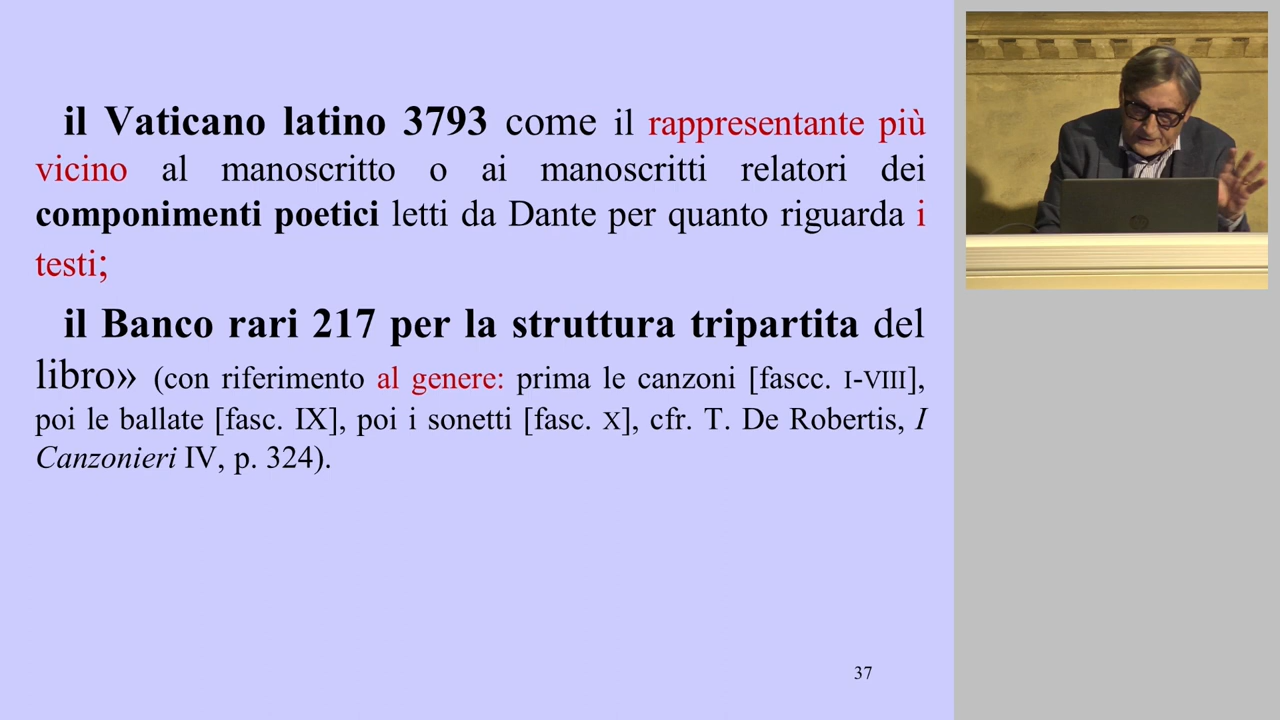 il Vaticano latino 3793 come il rappresentante più
vicino al manoscritto o ai manoscritti relatori dei
componimenti poetici letti da Dante per quanto riguarda i
testi;
il Banco rari 217 per la struttura tripartita del
libro» (con riferimento al genere: prima le canzoni [fascc. I-VIII],
poi le ballate [fasc. IX], poi i sonetti [fasc. X], cfr. T. De Robertis, I
Canzonieri IV, p. 324).
37